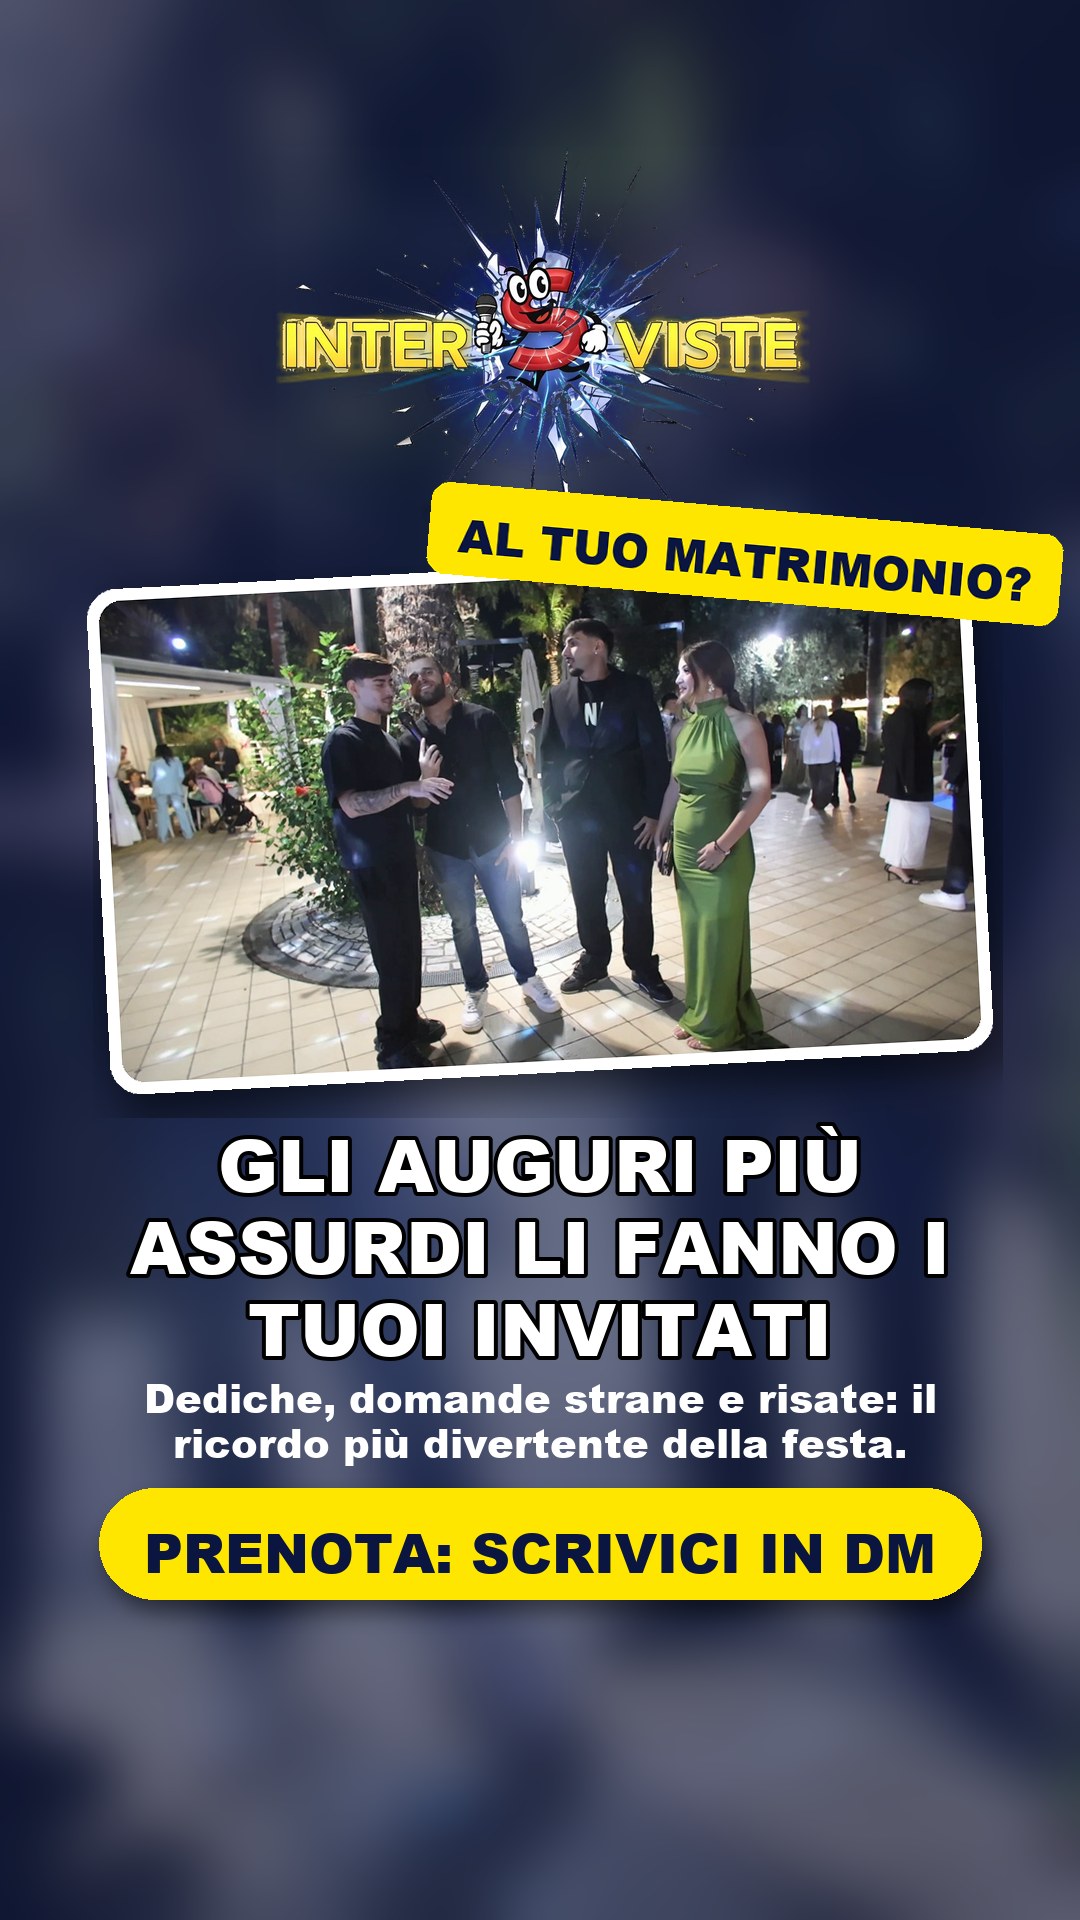 INTER S VISTE
AL TUO MATRIMONIO?
GLI AUGURI PIÙ
ASSURDI LI FANNO I
TUOI INVITATI
Dediche, domande strane e risate: il
ricordo più divertente della festa.
PRENOTA: SCRIVICI IN DM